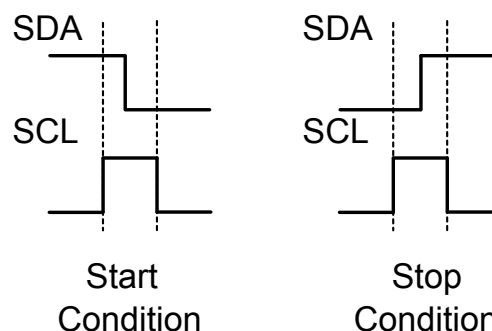 SDA
SCL
Start
Condition
SDA
SCL
Stop
Condition